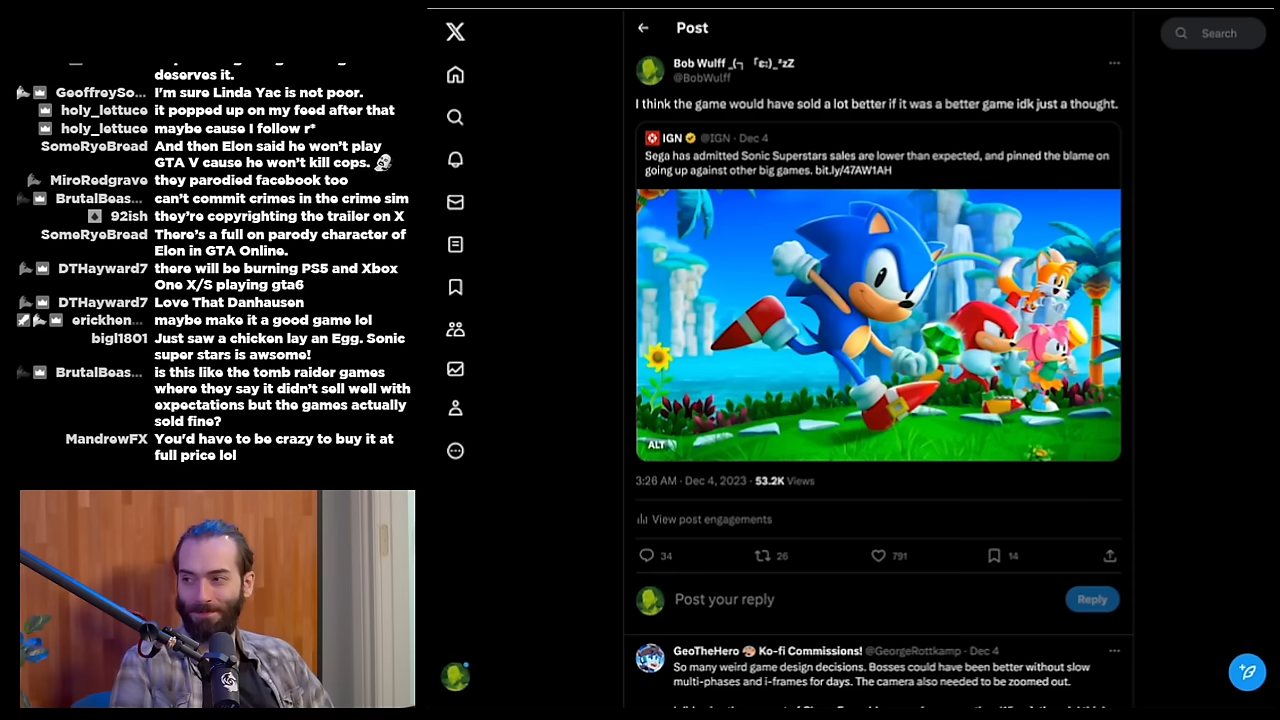 deserves it.
GeoffreySo... I'm sure Linda Yac is not poor.
holy_lettuce it popped up on my feed after that
holy_lettuce maybe cause I follow r*
SomeRyeBread And then Elon said he won't play
GTA V cause he won't kill cops.
MiroRedgrave they parodied facebook too
BrutalBeas... can't commit crimes in the crime sim
92ish they're copyrighting the trailer on X
SomeRyeBread There's a full on parody character of
Elon in GTA Online.
DTHayward7 there will be burning PS5 and Xbox
One X/S playing gta6
DTHayward7 Love That Danhausen
erickhen... maybe make it a good game lol
bigl1801 Just saw a chicken lay an Egg. Sonic
super stars is awsome!
BrutalBeas... is this like the tomb raider games
where they say it didn't sell well with
expectations but the games actually
sold fine?
MandrewFX You'd have to be crazy to buy it at
full price lol
Post
Search
Bob Wulff
@BobWulff
I think the game would have sold a lot better if it was a better game idk just a thought.
IGN @IGN · Dec 4
Sega has admitted Sonic Superstars sales are lower than expected, and pinned the blame on
going up against other big games. bit.ly/47AW1AH
ALT
3:26 AM · Dec 4, 2023 · 53.2K Views
View post engagements
34 26 791 14
Post your reply
Reply
GeoTheHero Ko-fi Commissions! @GeorgeRottkamp · Dec 4
So many weird game design decisions. Bosses could have been better without slow
multi-phases and i-frames for days. The camera also needed to be zoomed out.